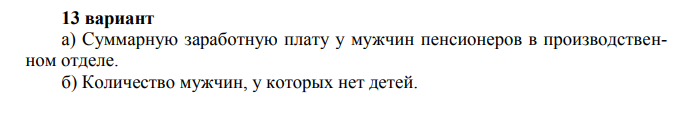 13 вариант
а) Суммарную заработную плату у мужчин пенсионеров в производствен-
ном отделе.
б) Количество мужчин, у которых нет детей.